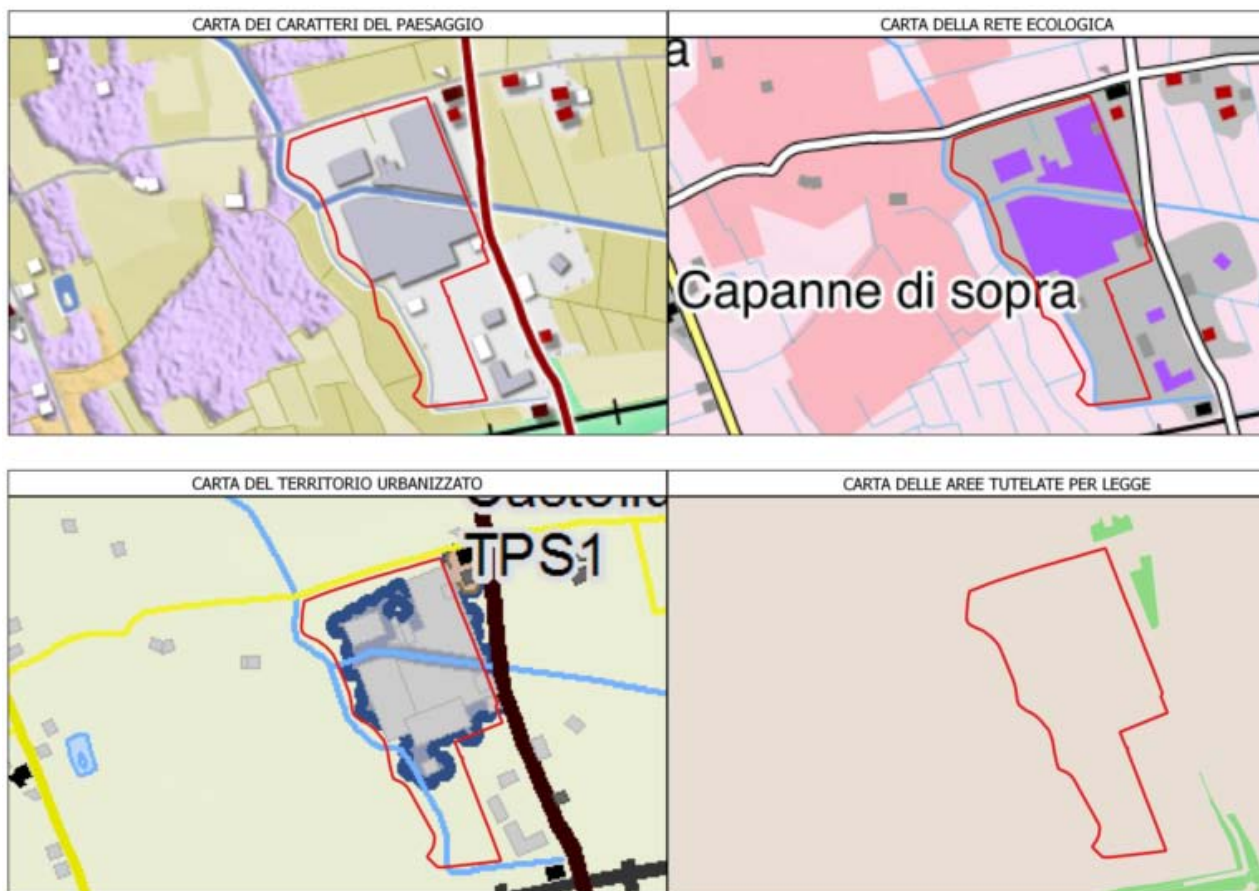 CARTA DEI CARATTERI DEL PAESAGGIO
CARTA DELLA RETE ECOLOGICA
a
Capanne di sopra
CARTA DEL TERRITORIO URBANIZZATO
CARTA DELLE AREE TUTELATE PER LEGGE
TPS1